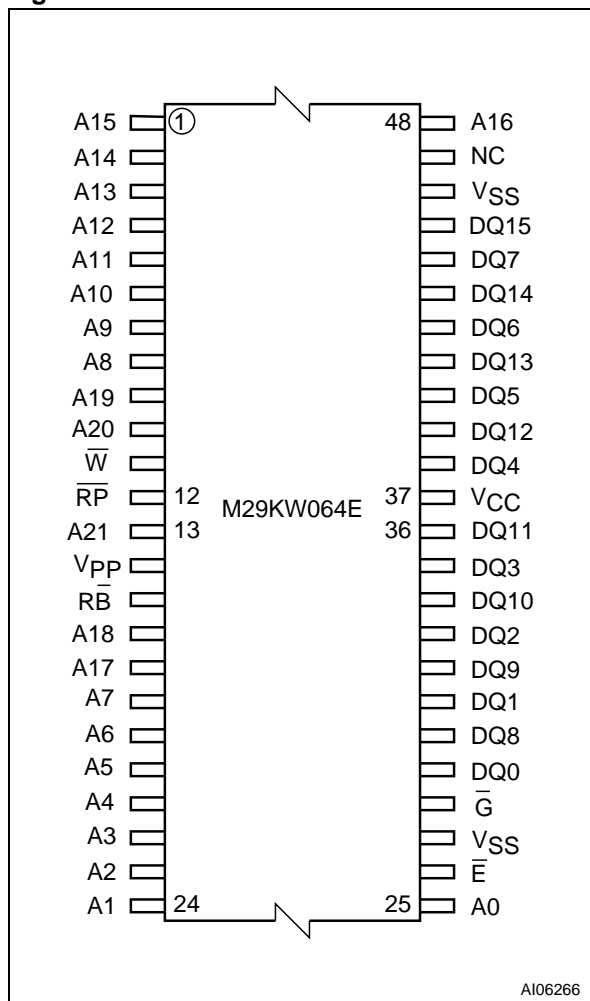 A15 ① 48 A16
A14 NC
A13 VSS
A12 DQ15
A11 DQ7
A10 DQ14
A9 DQ6
A8 DQ13
A19 DQ5
A20 DQ12
W̅ DQ4
R̅P̅ 12 37 VCC
M29KW064E
A21 13 36 DQ11
VPP DQ3
RB̅ DQ10
A18 DQ2
A17 DQ9
A7 DQ1
A6 DQ8
A5 DQ0
A4 G̅
A3 VSS
A2 E̅
A1 24 25 A0
AI06266